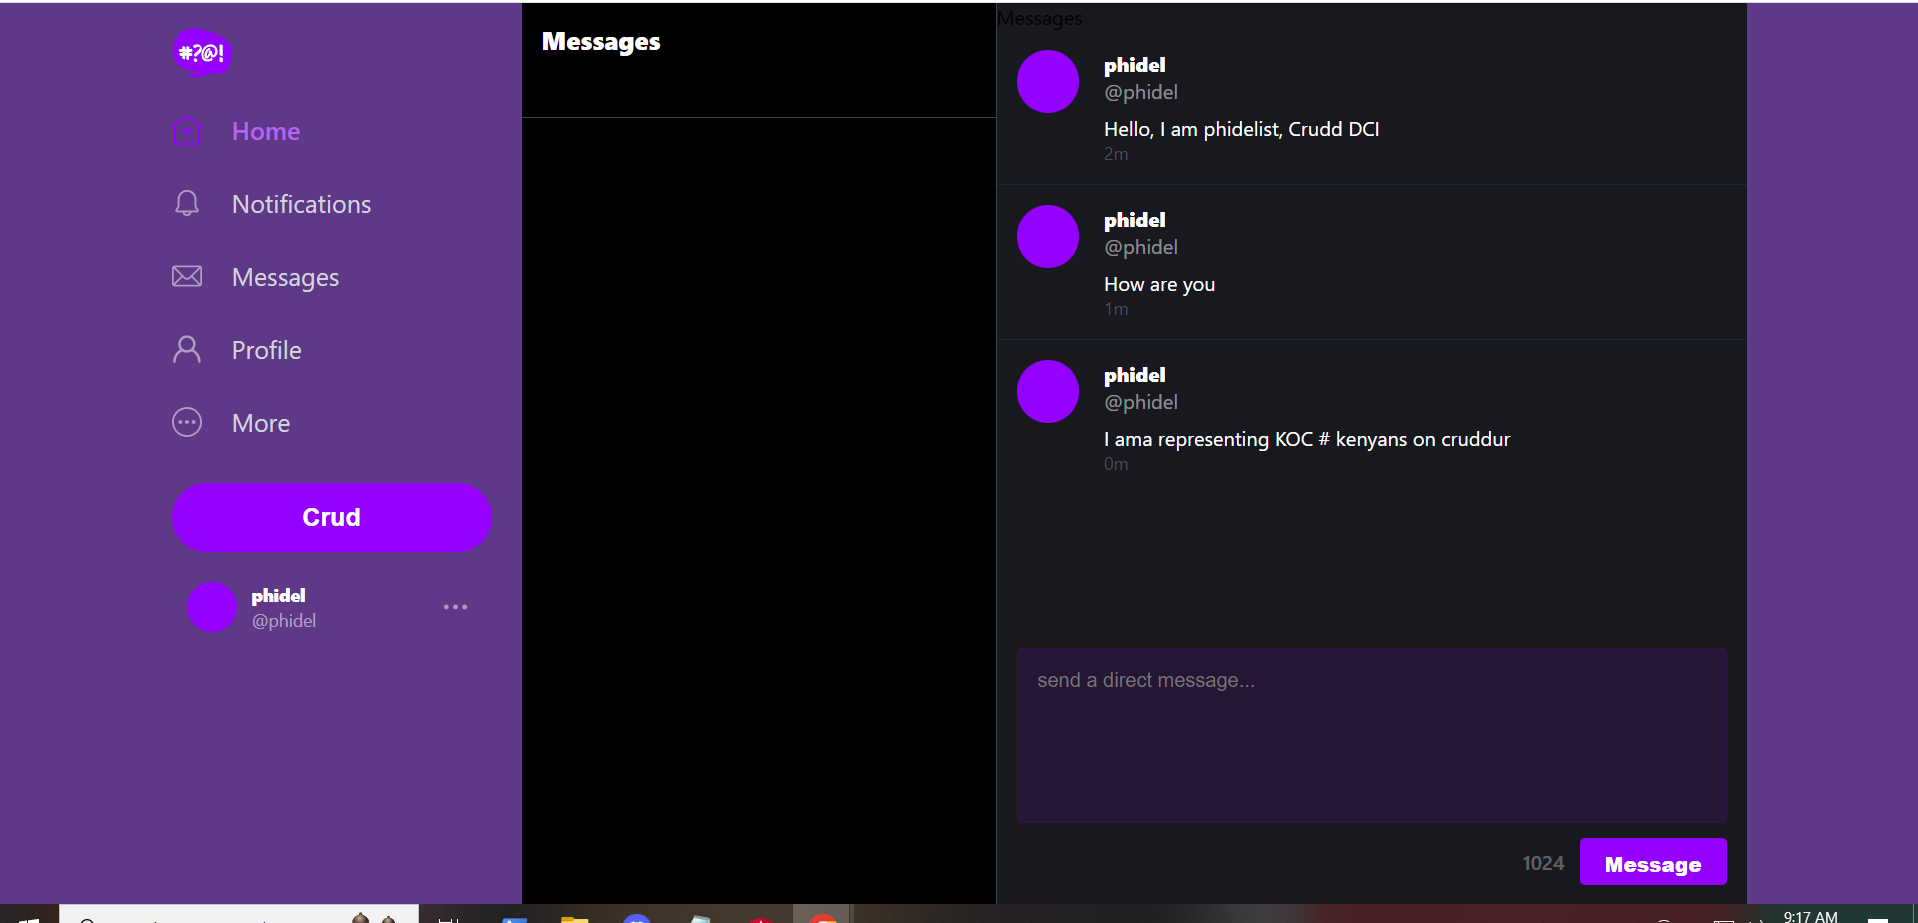 #?@!
Home
Notifications
Messages
Profile
More
Crud
phidel
@phidel
Messages
Messages
phidel
@phidel
Hello, I am phidelist, Crudd DCI
2m
phidel
@phidel
How are you
1m
phidel
@phidel
I ama representing KOC # kenyans on cruddur
0m
send a direct message...
1024
Message
9:17 AM